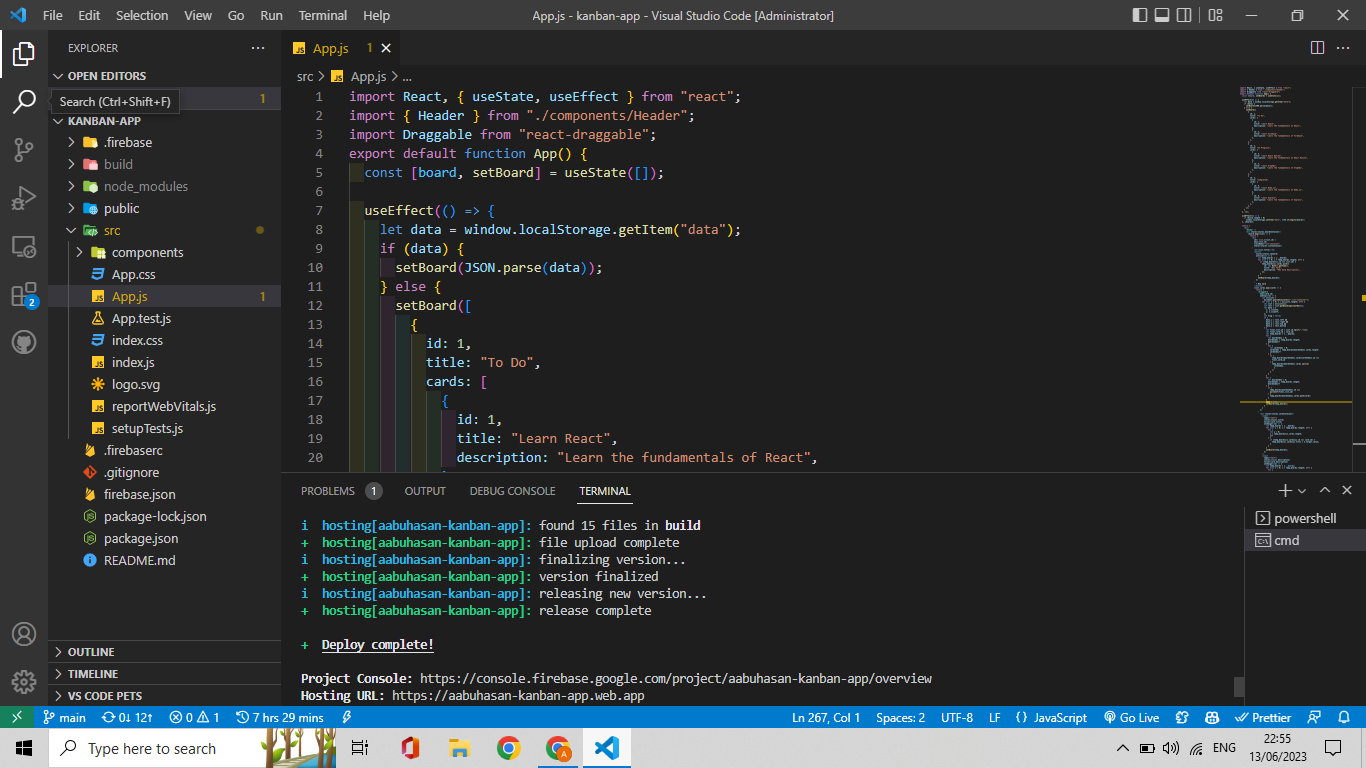 File Edit Selection View Go Run Terminal Help
App.js - kanban-app - Visual Studio Code [Administrator]
EXPLORER
OPEN EDITORS
1
Search (Ctrl+Shift+F)
KANBAN-APP
.firebase
build
node_modules
public
src
components
App.css
App.js 1
App.test.js
index.css
index.js
logo.svg
reportWebVitals.js
setupTests.js
.firebaserc
.gitignore
firebase.json
package-lock.json
package.json
README.md
OUTLINE
TIMELINE
VS CODE PETS
2
JS App.js 1
src > JS App.js > ...
1 import React, { useState, useEffect } from "react";
2 import { Header } from "./components/Header";
3 import Draggable from "react-draggable";
4 export default function App() {
5 const [board, setBoard] = useState([]);
6
7 useEffect(() => {
8 let data = window.localStorage.getItem("data");
9 if (data) {
10 setBoard(JSON.parse(data));
11 } else {
12 setBoard([
13 {
14 id: 1,
15 title: "To Do",
16 cards: [
17 {
18 id: 1,
19 title: "Learn React",
20 description: "Learn the fundamentals of React",
PROBLEMS 1 OUTPUT DEBUG CONSOLE TERMINAL
i hosting[aabuhasan-kanban-app]: found 15 files in build
+ hosting[aabuhasan-kanban-app]: file upload complete
i hosting[aabuhasan-kanban-app]: finalizing version...
+ hosting[aabuhasan-kanban-app]: version finalized
i hosting[aabuhasan-kanban-app]: releasing new version...
+ hosting[aabuhasan-kanban-app]: release complete
+ Deploy complete!
Project Console: https://console.firebase.google.com/project/aabuhasan-kanban-app/overview
Hosting URL: https://aabuhasan-kanban-app.web.app
powershell
cmd
main 0↓ 12↑ 0 1 7 hrs 29 mins Ln 267, Col 1 Spaces: 2 UTF-8 LF {} JavaScript Go Live Prettier
Type here to search
ENG
22:55
13/06/2023